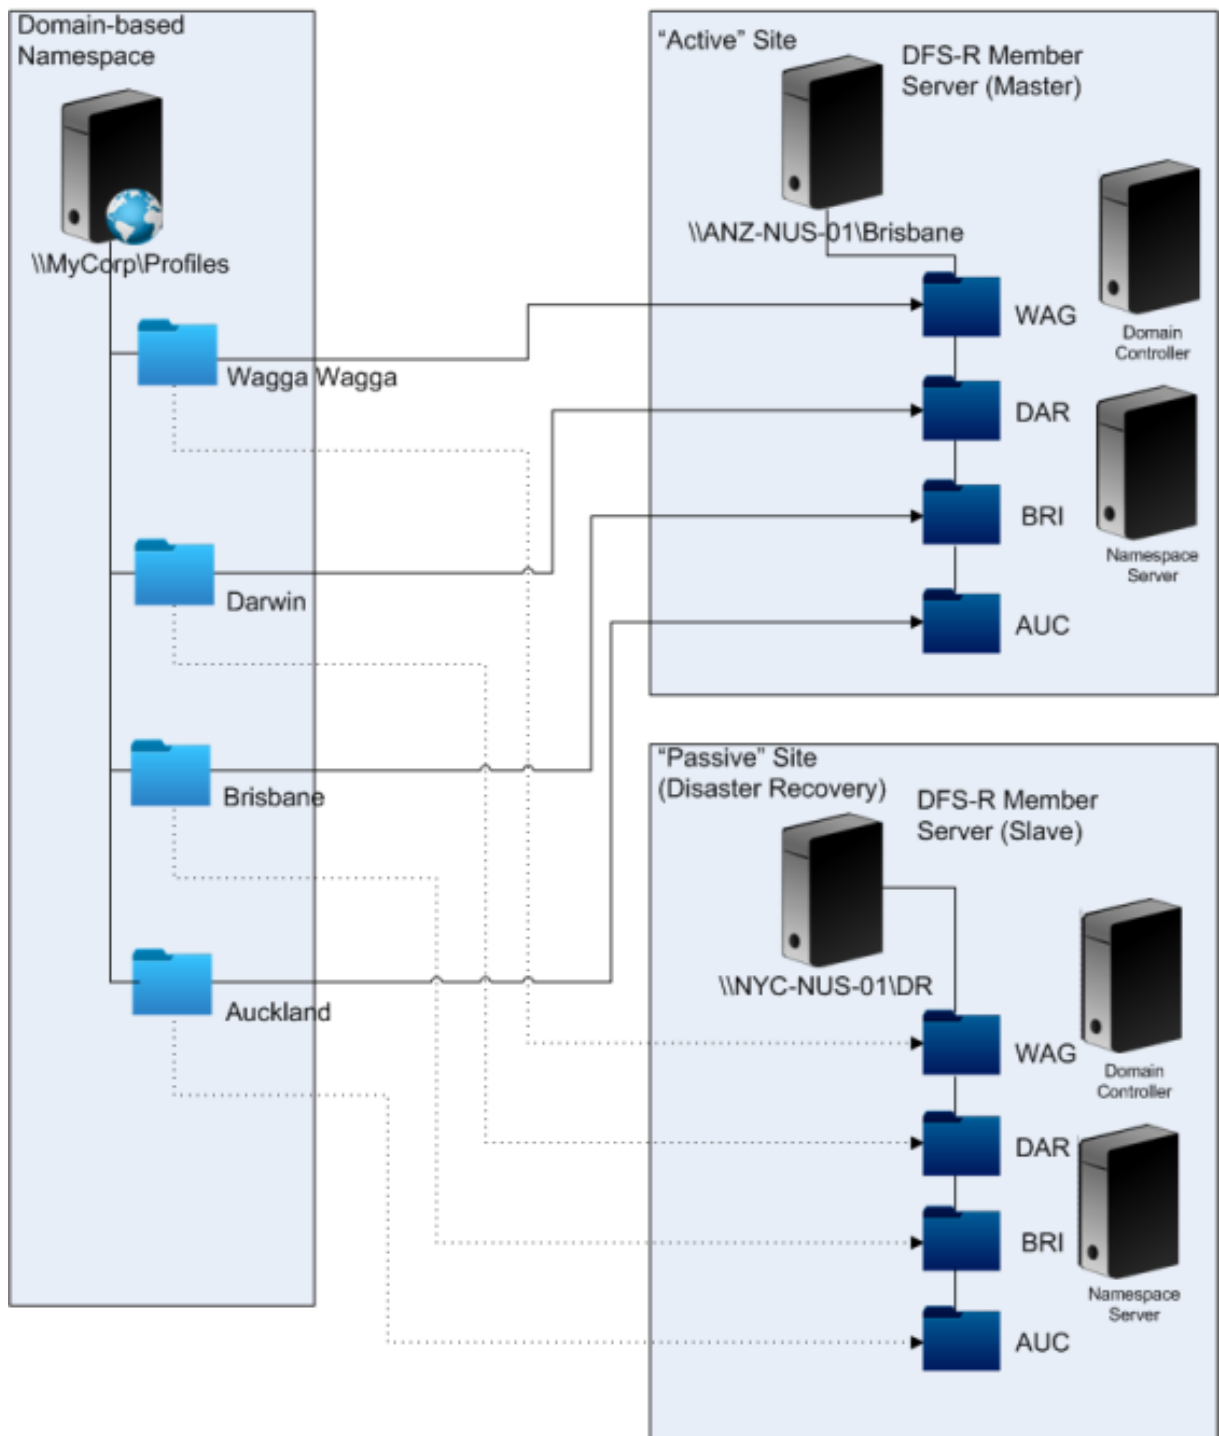 Domain-based
Namespace
\\MyCorp\Profiles
Wagga Wagga
Darwin
Brisbane
Auckland
“Active” Site
DFS-R Member
Server (Master)
\\ANZ-NUS-01\Brisbane
WAG
DAR
BRI
AUC
Domain
Controller
Namespace
Server
“Passive” Site
(Disaster Recovery)
DFS-R Member
Server (Slave)
\\NYC-NUS-01\DR
WAG
DAR
BRI
AUC
Domain
Controller
Namespace
Server